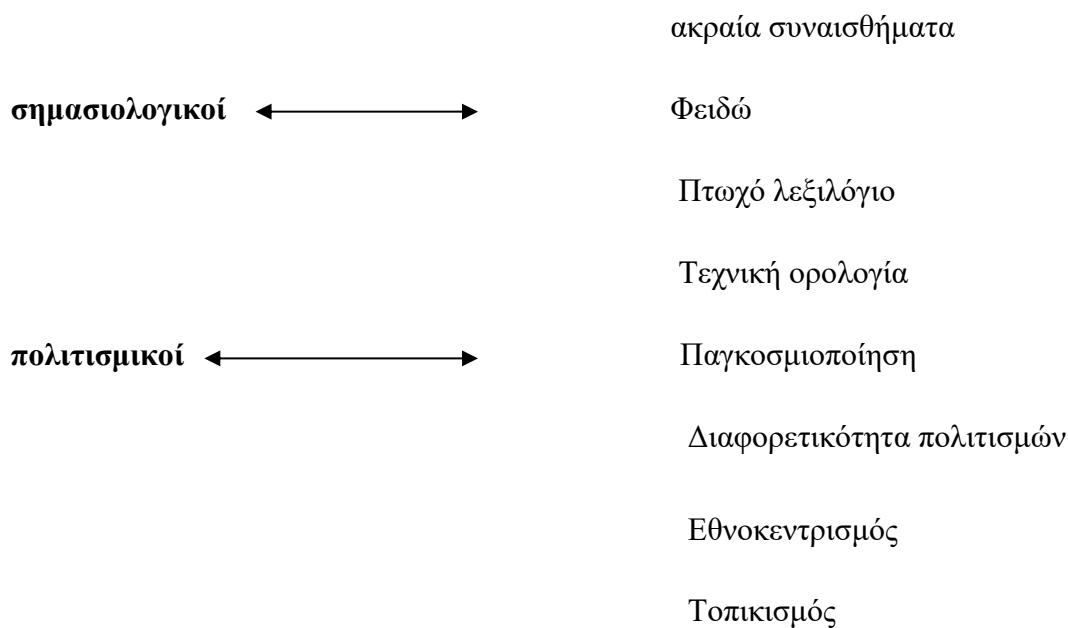 ακραία συναισθήματα
σημασιολογικοί Φειδώ
Πτωχό λεξιλόγιο
Τεχνική ορολογία
πολιτισμικοί Παγκοσμιοποίηση
Διαφορετικότητα πολιτισμών
Εθνοκεντρισμός
Τοπικισμός